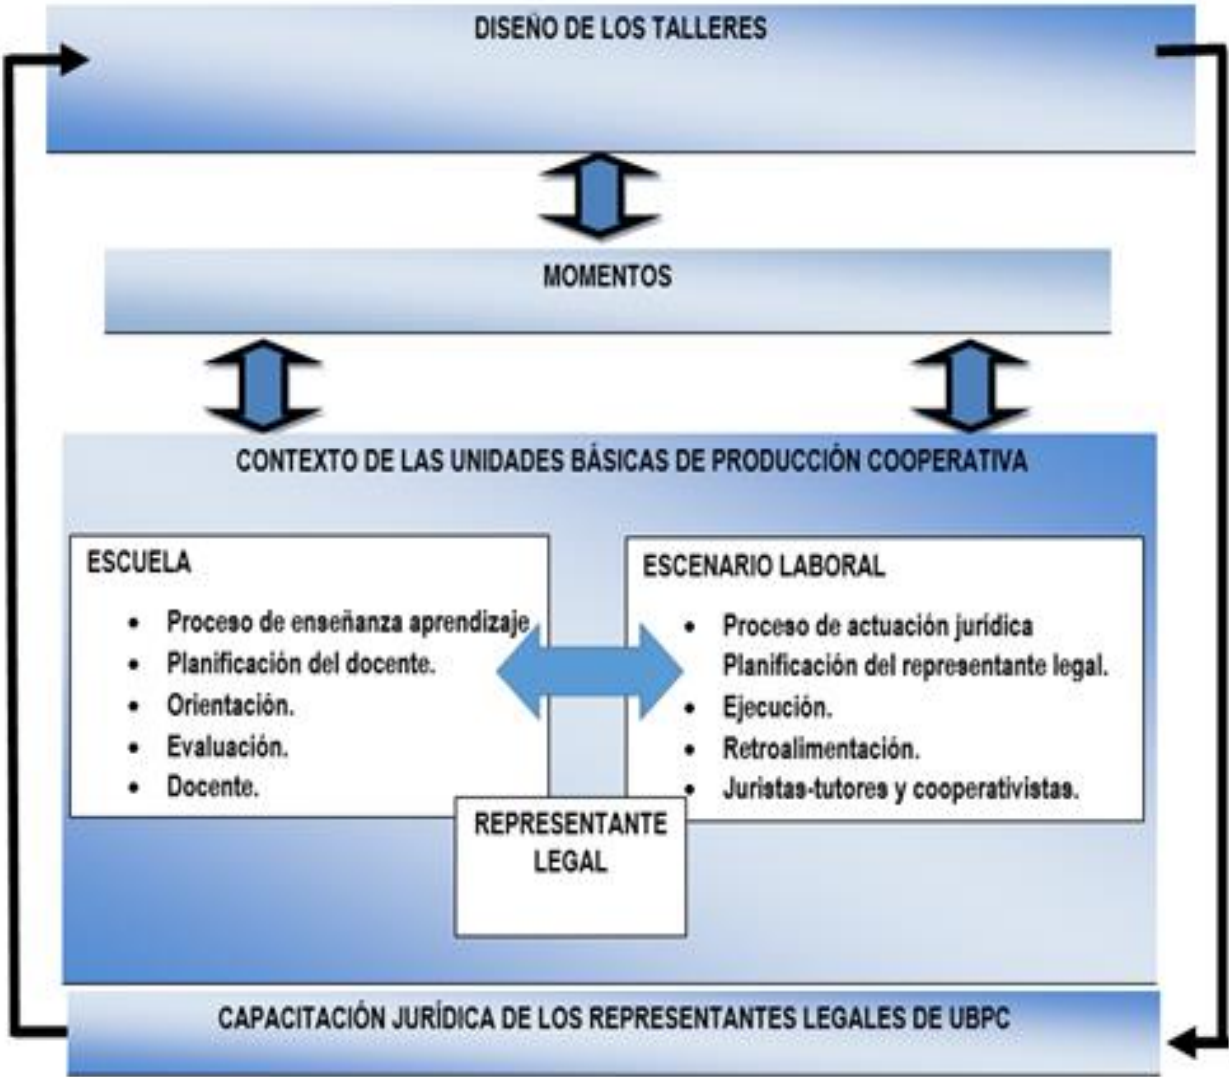 DISEÑO DE LOS TALLERES
MOMENTOS
CONTEXTO DE LAS UNIDADES BÁSICAS DE PRODUCCIÓN COOPERATIVA
ESCUELA
• Proceso de enseñanza aprendizaje
• Planificación del docente.
• Orientación.
• Evaluación.
• Docente.
ESCENARIO LABORAL
• Proceso de actuación jurídica
Planificación del representante legal.
• Ejecución.
• Retroalimentación.
• Juristas-tutores y cooperativistas.
REPRESENTANTE
LEGAL
CAPACITACIÓN JURÍDICA DE LOS REPRESENTANTES LEGALES DE UBPC